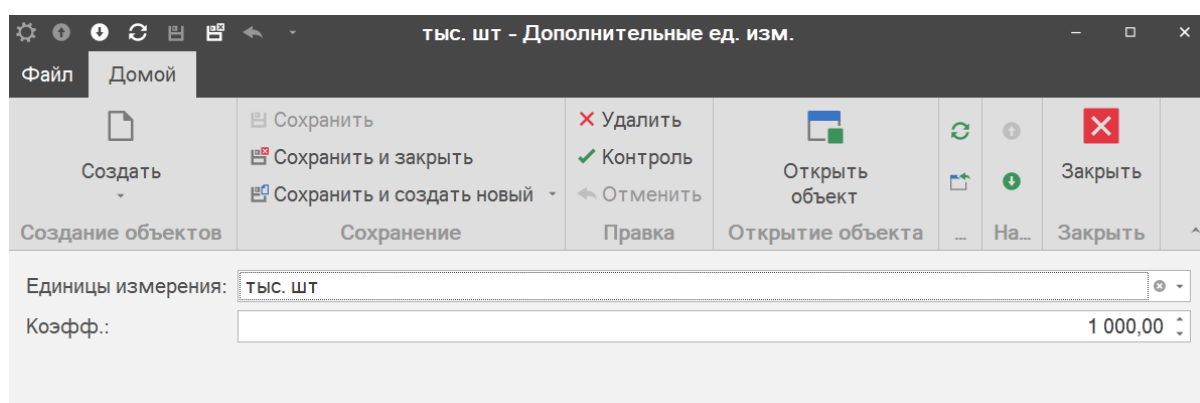 тыс. шт - Дополнительные ед. изм.
Файл Домой
Создать
Создание объектов
Сохранить
Сохранить и закрыть
Сохранить и создать новый
Сохранение
Удалить
Контроль
Отменить
Правка
Открыть
объект
Открытие объекта
...
На...
Закрыть
Закрыть
Единицы измерения: тыс. шт
Коэфф.: 1 000,00